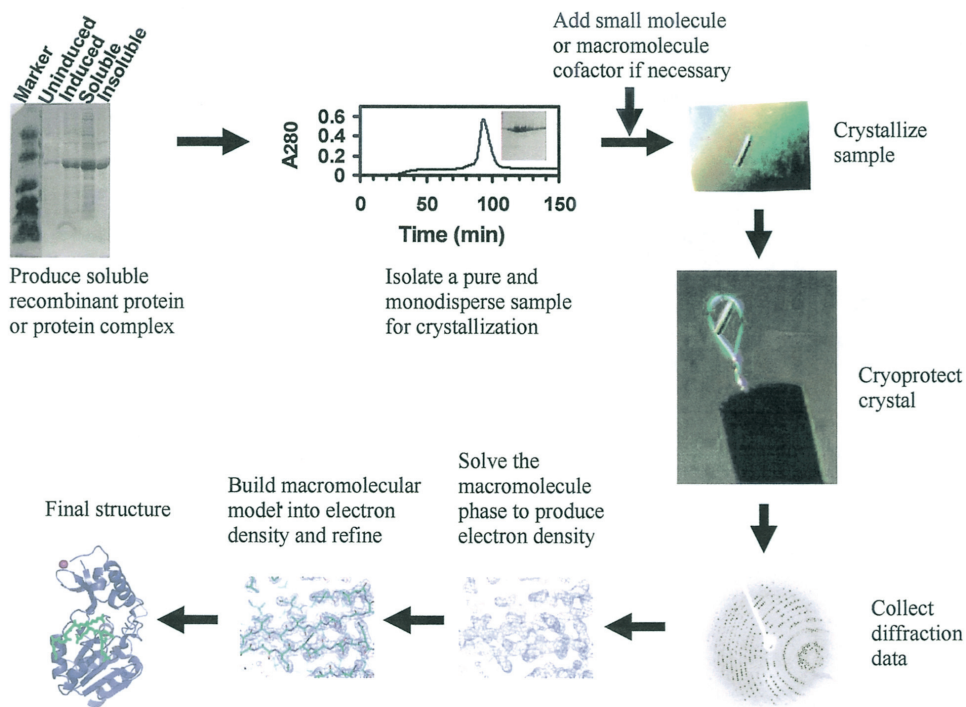 Marker
Uninduced
Induced
Soluble
Insoluble
Produce soluble
recombinant protein
or protein complex
A280
0.6
0.4
0.2
0
0
50
100
150
Time (min)
Isolate a pure and
monodisperse sample
for crystallization
Add small molecule
or macromolecule
cofactor if necessary
Crystallize
sample
Cryoprotect
crystal
Collect
diffraction
data
Solve the
macromolecule
phase to produce
electron density
Build macromolecular
model into electron
density and refine
Final structure